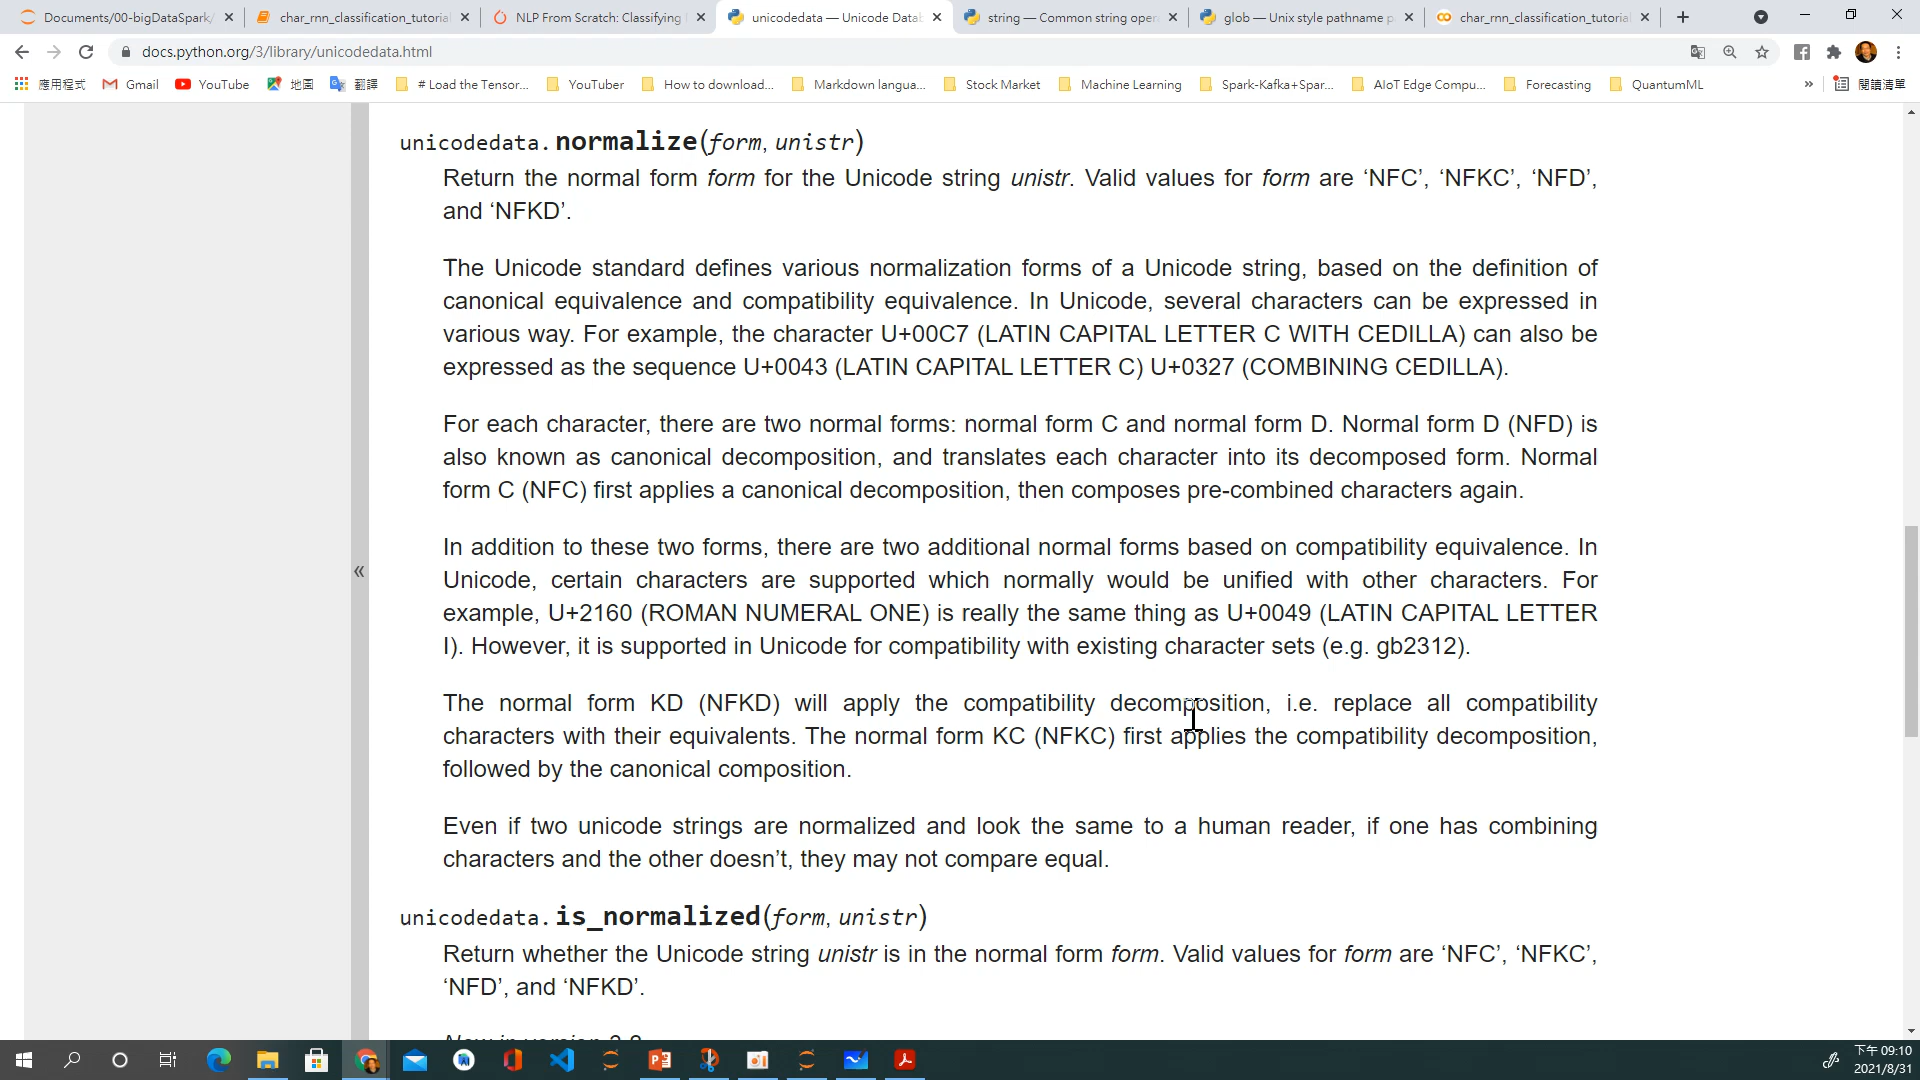 Documents/00-bigDataSpark/
char_rnn_classification_tutorial
NLP From Scratch: Classifying
unicodedata — Unicode Datab
string — Common string opera
glob — Unix style pathname p
char_rnn_classification_tutorial
docs.python.org/3/library/unicodedata.html
應用程式
Gmail
YouTube
地圖
翻譯
# Load the Tensor...
YouTuber
How to download...
Markdown langua...
Stock Market
Machine Learning
Spark-Kafka+Spar...
AIoT Edge Compu...
Forecasting
QuantumML
»
閱讀清單
«
unicodedata.normalize(form, unistr)
Return the normal form form for the Unicode string unistr. Valid values for form are ‘NFC’, ‘NFKC’, ‘NFD’,
and ‘NFKD’.
The Unicode standard defines various normalization forms of a Unicode string, based on the definition of
canonical equivalence and compatibility equivalence. In Unicode, several characters can be expressed in
various way. For example, the character U+00C7 (LATIN CAPITAL LETTER C WITH CEDILLA) can also be
expressed as the sequence U+0043 (LATIN CAPITAL LETTER C) U+0327 (COMBINING CEDILLA).
For each character, there are two normal forms: normal form C and normal form D. Normal form D (NFD) is
also known as canonical decomposition, and translates each character into its decomposed form. Normal
form C (NFC) first applies a canonical decomposition, then composes pre-combined characters again.
In addition to these two forms, there are two additional normal forms based on compatibility equivalence. In
Unicode, certain characters are supported which normally would be unified with other characters. For
example, U+2160 (ROMAN NUMERAL ONE) is really the same thing as U+0049 (LATIN CAPITAL LETTER
I). However, it is supported in Unicode for compatibility with existing character sets (e.g. gb2312).
The normal form KD (NFKD) will apply the compatibility decomposition, i.e. replace all compatibility
characters with their equivalents. The normal form KC (NFKC) first applies the compatibility decomposition,
followed by the canonical composition.
Even if two unicode strings are normalized and look the same to a human reader, if one has combining
characters and the other doesn’t, they may not compare equal.
unicodedata.is_normalized(form, unistr)
Return whether the Unicode string unistr is in the normal form form. Valid values for form are ‘NFC’, ‘NFKC’,
‘NFD’, and ‘NFKD’.
New in version 3.8
下午 09:10
2021/8/31